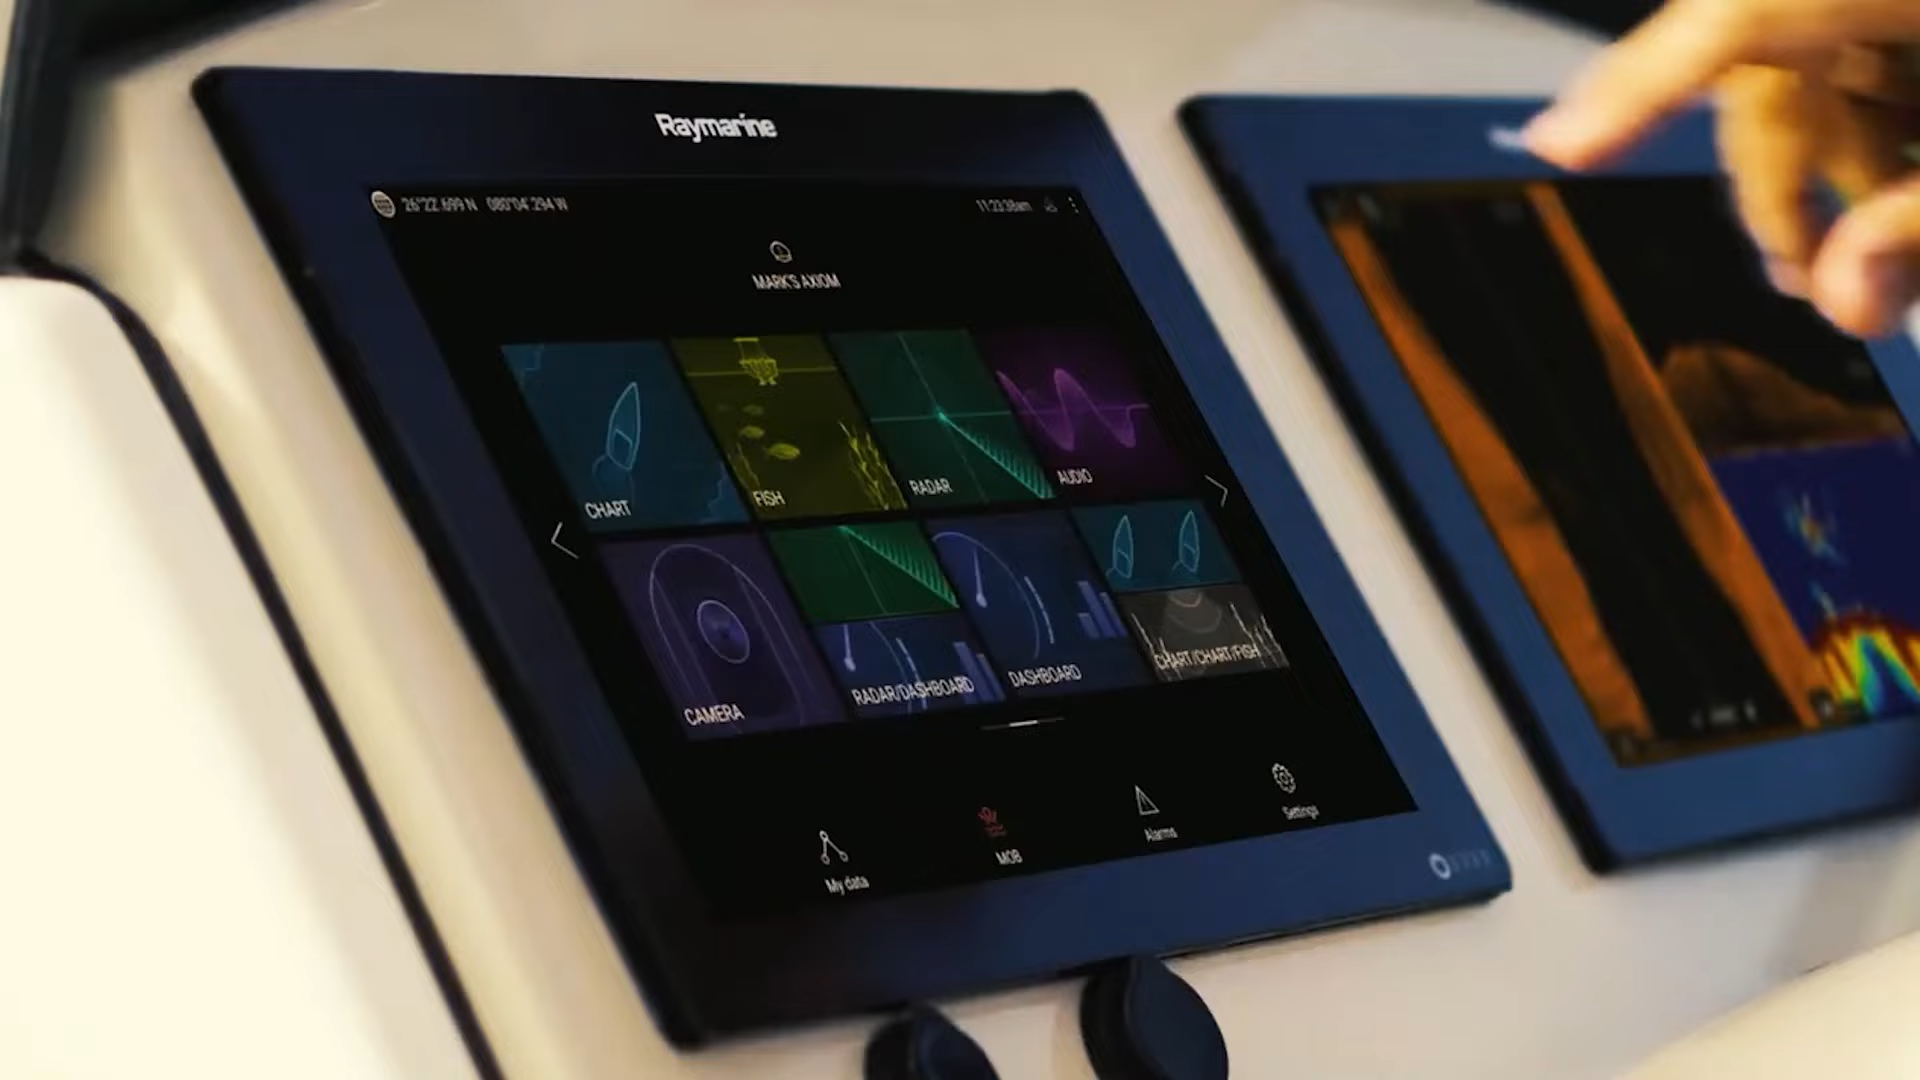 Raymarine
26°22.699 N 080°04'.294 W
11:23:38am
MARK'S AXIOM
CHART
FISH
RADAR
AUDIO
CAMERA
RADAR/DASHBOARD
DASHBOARD
CHART/CHART/FISH
My data
MOB
Alarms
Settings